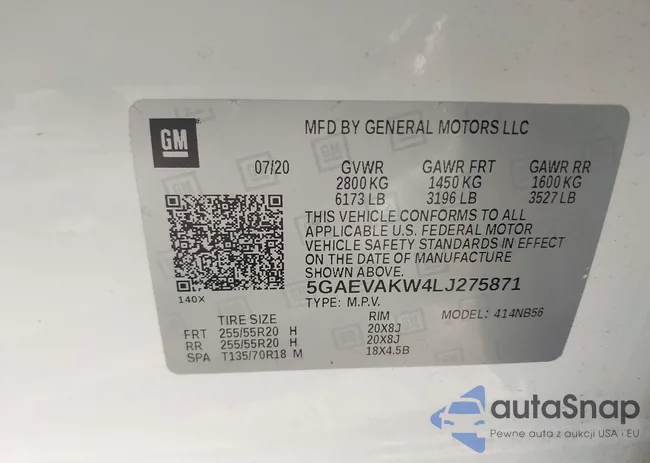 GM
MFD BY GENERAL MOTORS LLC
07/20 GVWR GAWR FRT GAWR RR
2800 KG 1450 KG 1600 KG
6173 LB 3196 LB 3527 LB
THIS VEHICLE CONFORMS TO ALL
APPLICABLE U.S. FEDERAL MOTOR
VEHICLE SAFETY STANDARDS IN EFFECT
ON THE DATE OF MANUFACTURE
SHOWN ABOVE.
140X
5GAEVAKW4LJ275871
TYPE: M.P.V. MODEL: 414NB56
TIRE SIZE RIM
FRT 255/55R20 H 20X8J
RR 255/55R20 H 20X8J
SPA T135/70R18 M 18X4.5B
autaSnap
Pewne auta z aukcji USA i EU